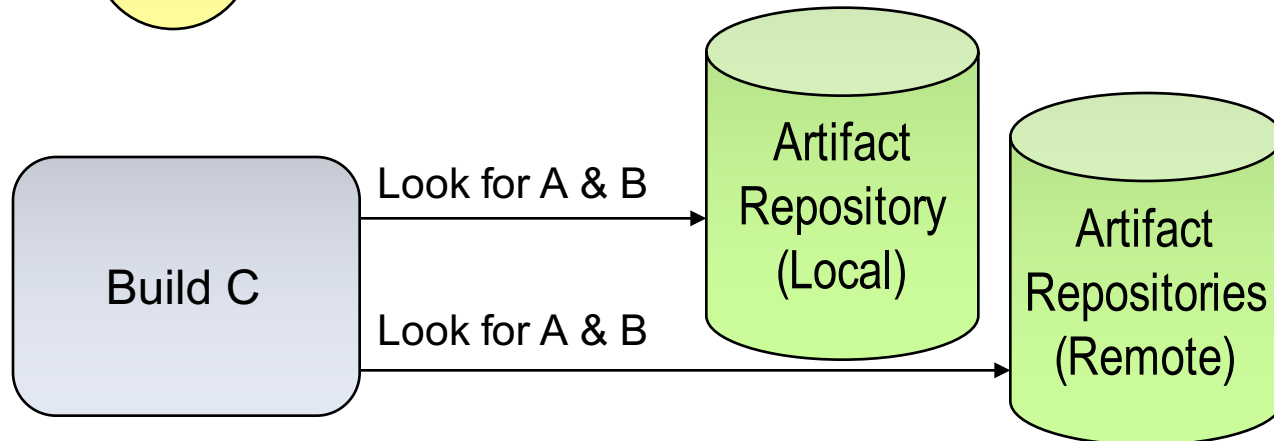 Build C
Look for A & B
Look for A & B
Artifact
Repository
(Local)
Artifact
Repositories
(Remote)